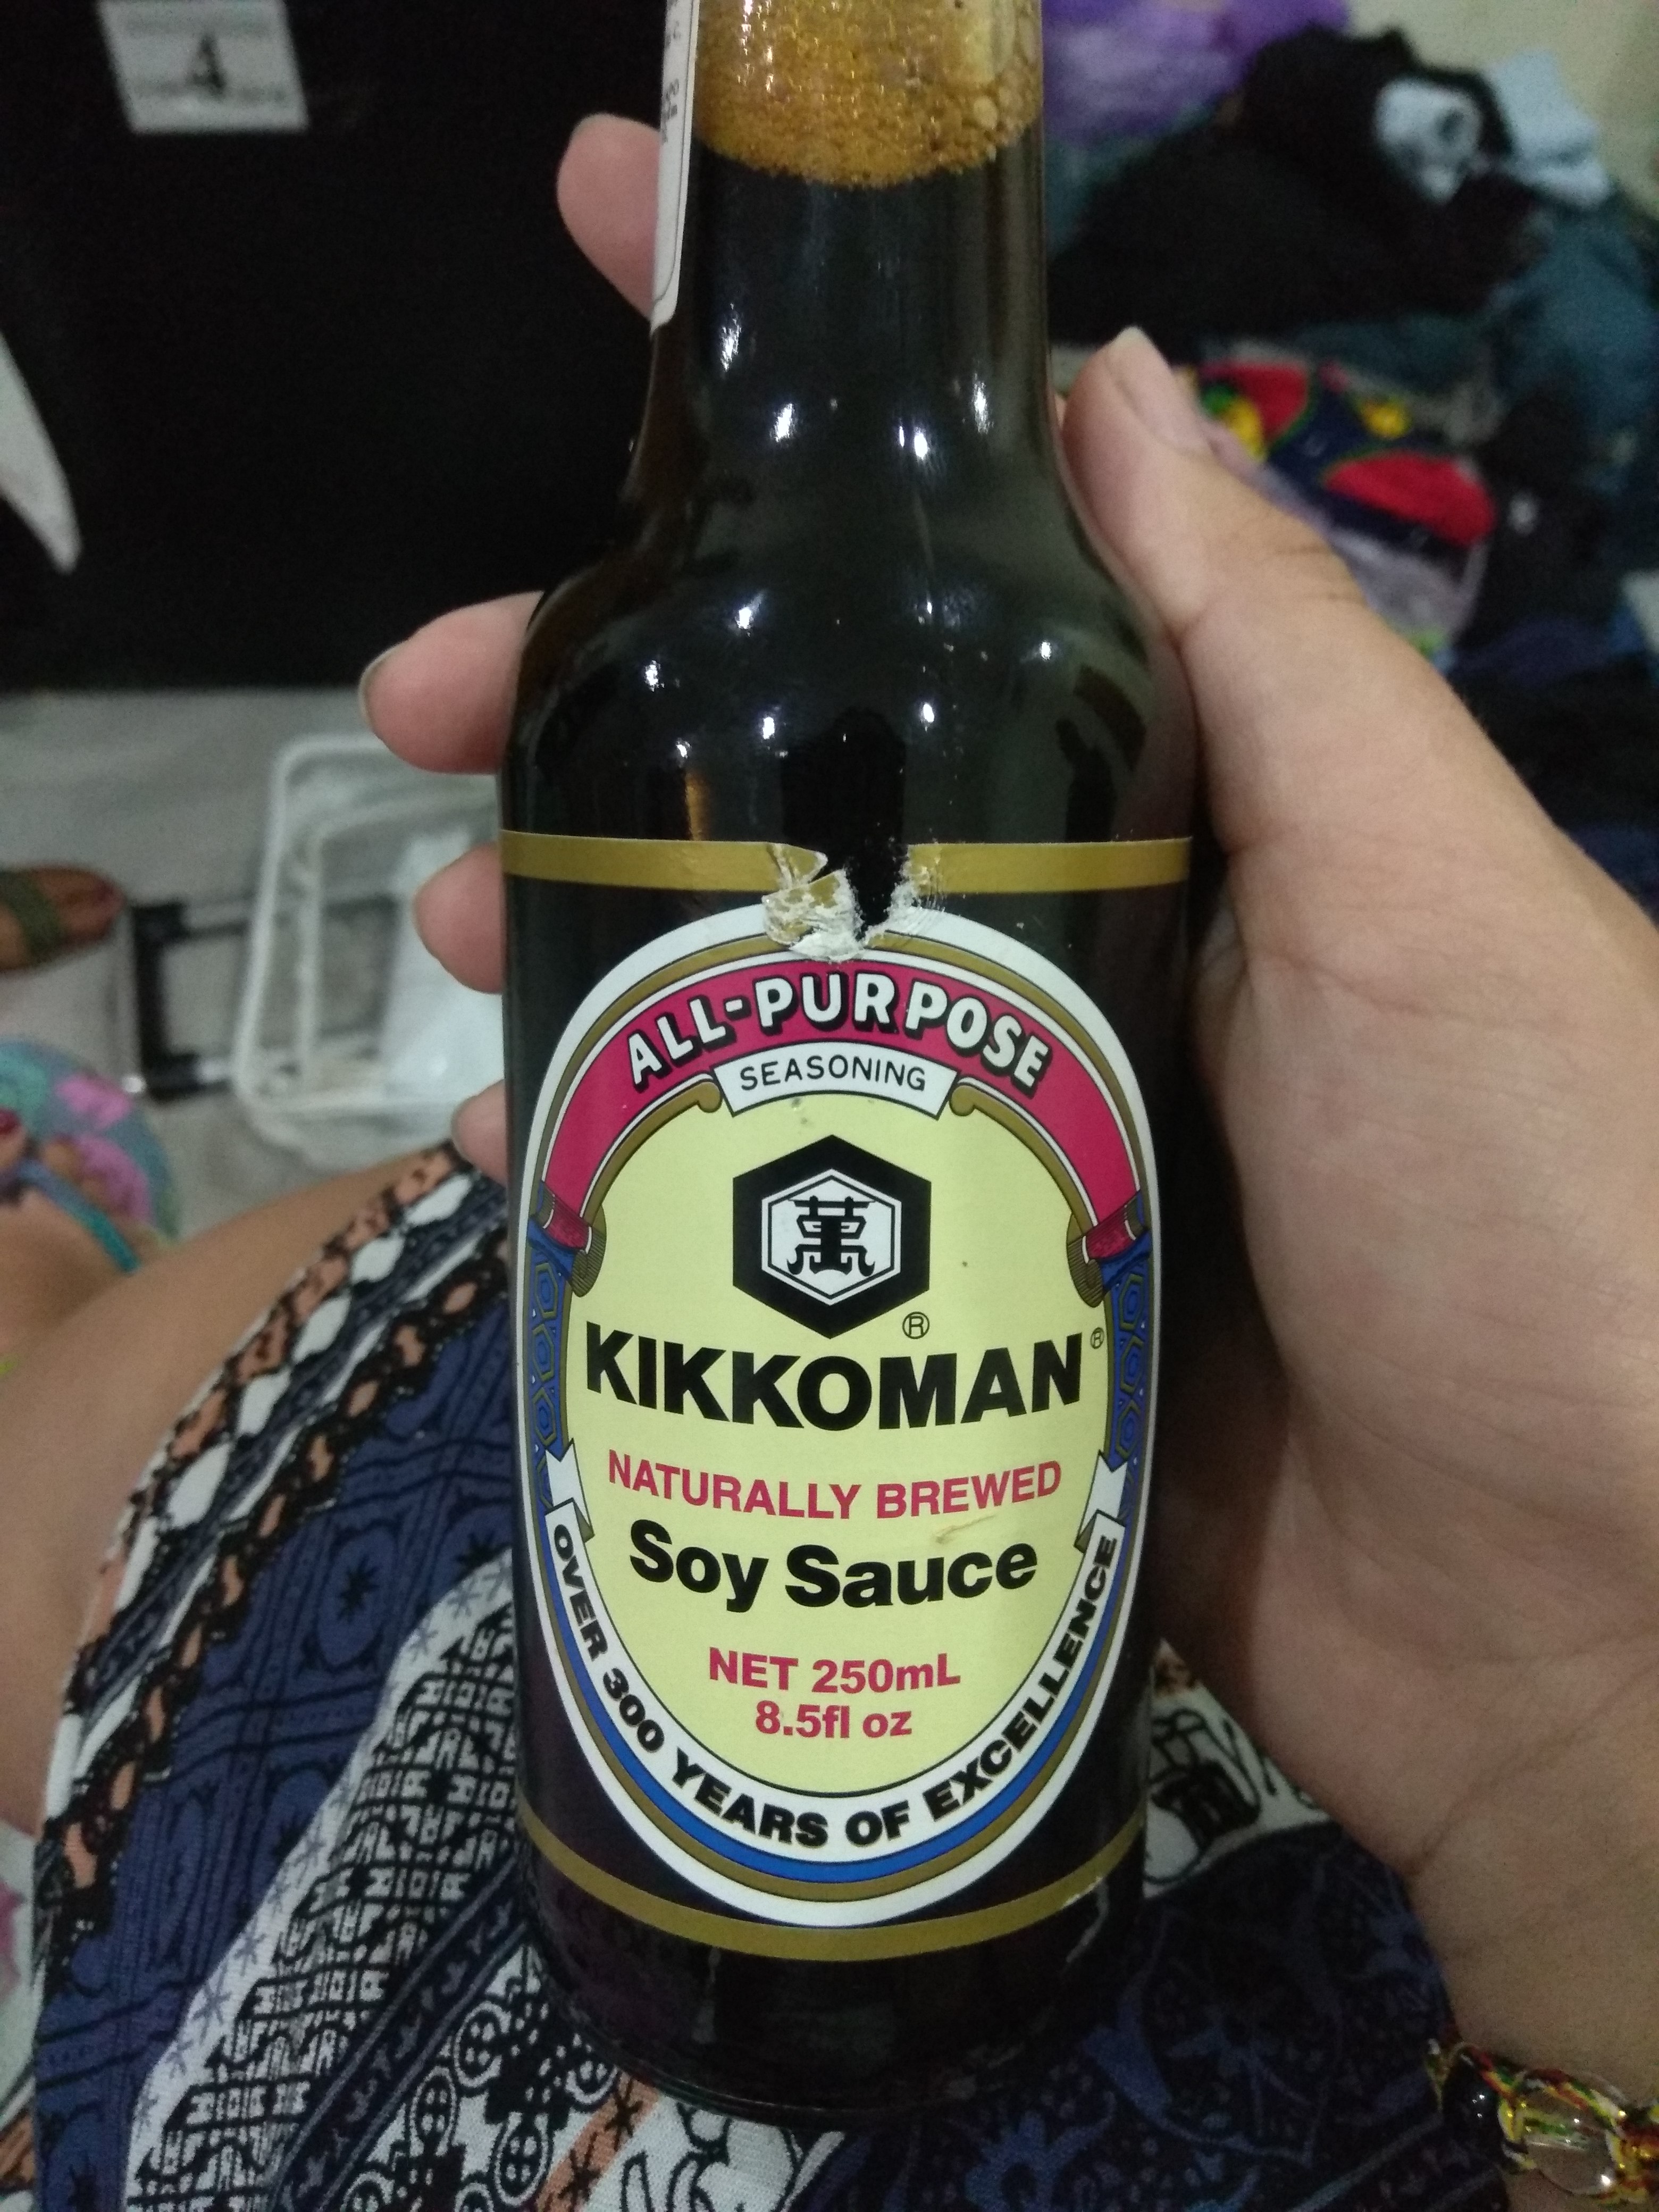 4
ALL-PURPOSE
SEASONING
萬
®
KIKKOMAN®
NATURALLY BREWED
Soy Sauce
NET 250mL
8.5fl oz
OVER 300 YEARS OF EXCELLENCE